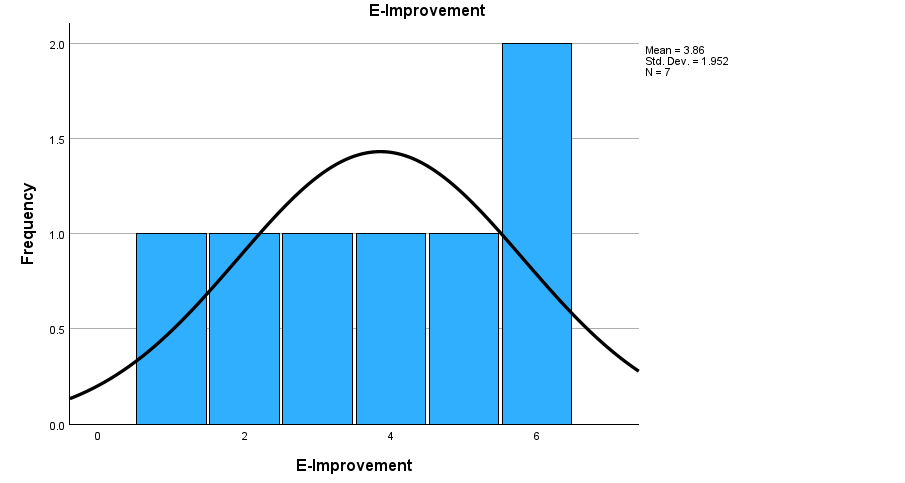 E-Improvement
Mean = 3.86
Std. Dev. = 1.952
N = 7
Frequency
2.0
1.5
1.0
0.5
0.0
0 2 4 6
E-Improvement